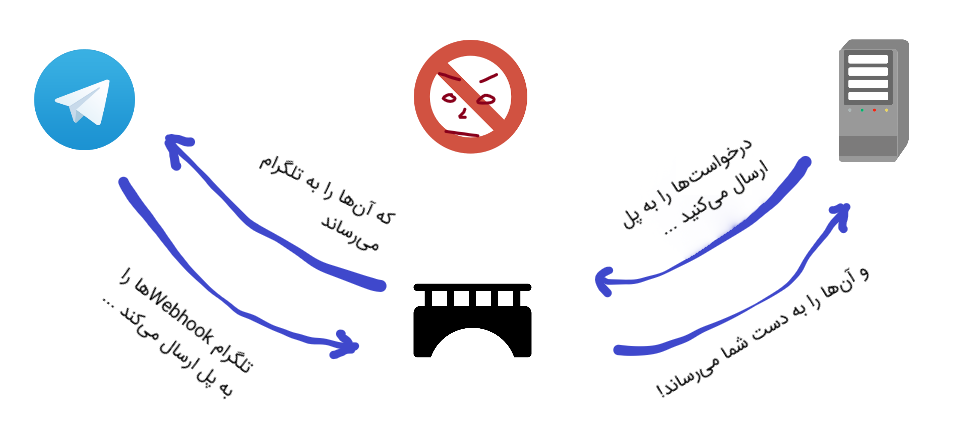 درخواست‌ها را به پل
ارسال می‌کنید ...
که آن‌ها را به تلگرام
می‌رساند
تلگرام Webhookها را
به پل ارسال می‌کند ...
و آن‌ها را به دست شما می‌رساند!